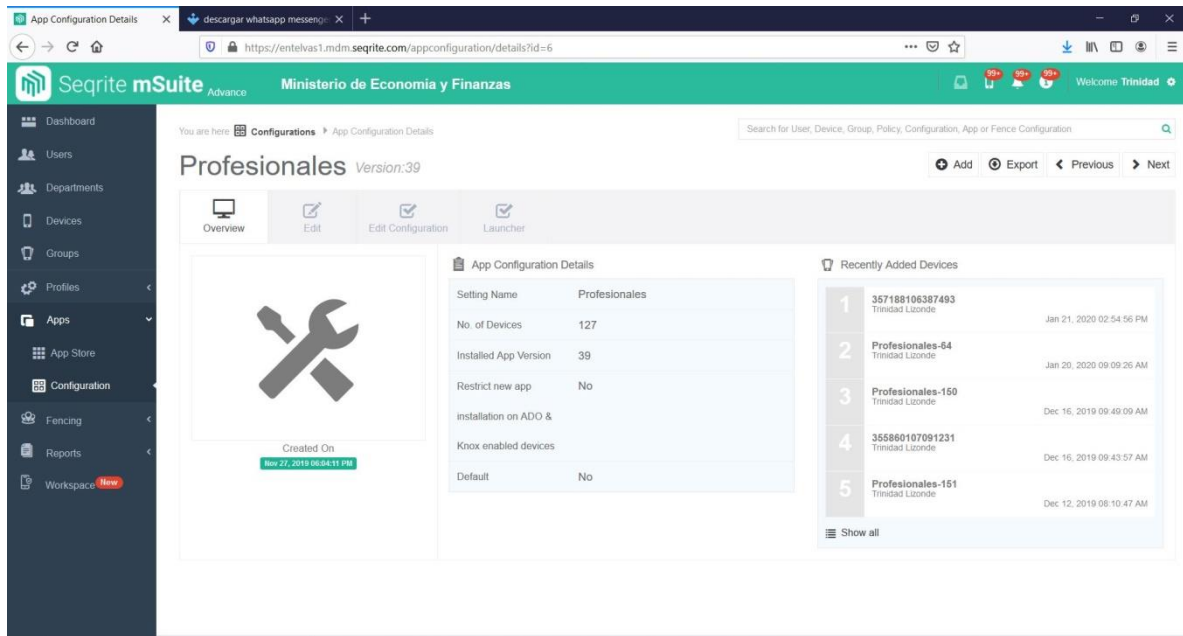 App Configuration Details
descargar whatsapp messenge
https://entelvas1.mdm.seqrite.com/appconfiguration/details?id=6
Seqrite mSuite Advance
Ministerio de Economia y Finanzas
99+
99+
99+
Welcome Trinidad
Dashboard
Users
Departments
Devices
Groups
Profiles
Apps
App Store
Configuration
Fencing
Reports
Workspace New
You are here Configurations App Configuration Details
Search for User, Device, Group, Policy, Configuration, App or Fence Configuration
Profesionales Version:39
Add Export Previous Next
Overview Edit Edit Configuration Launcher
Created On
Nov 27, 2019 06:04:11 PM
App Configuration Details
Setting Name Profesionales
No. of Devices 127
Installed App Version 39
Restrict new app No
installation on ADO &
Knox enabled devices
Default No
Recently Added Devices
1
357188106387493
Trinidad Lizonde
Jan 21, 2020 02:54:56 PM
2
Profesionales-64
Trinidad Lizonde
Jan 20, 2020 09:09:26 AM
3
Profesionales-150
Trinidad Lizonde
Dec 16, 2019 09:49:09 AM
4
355860107091231
Trinidad Lizonde
Dec 16, 2019 09:43:57 AM
5
Profesionales-151
Trinidad Lizonde
Dec 12, 2019 08:10:47 AM
Show all